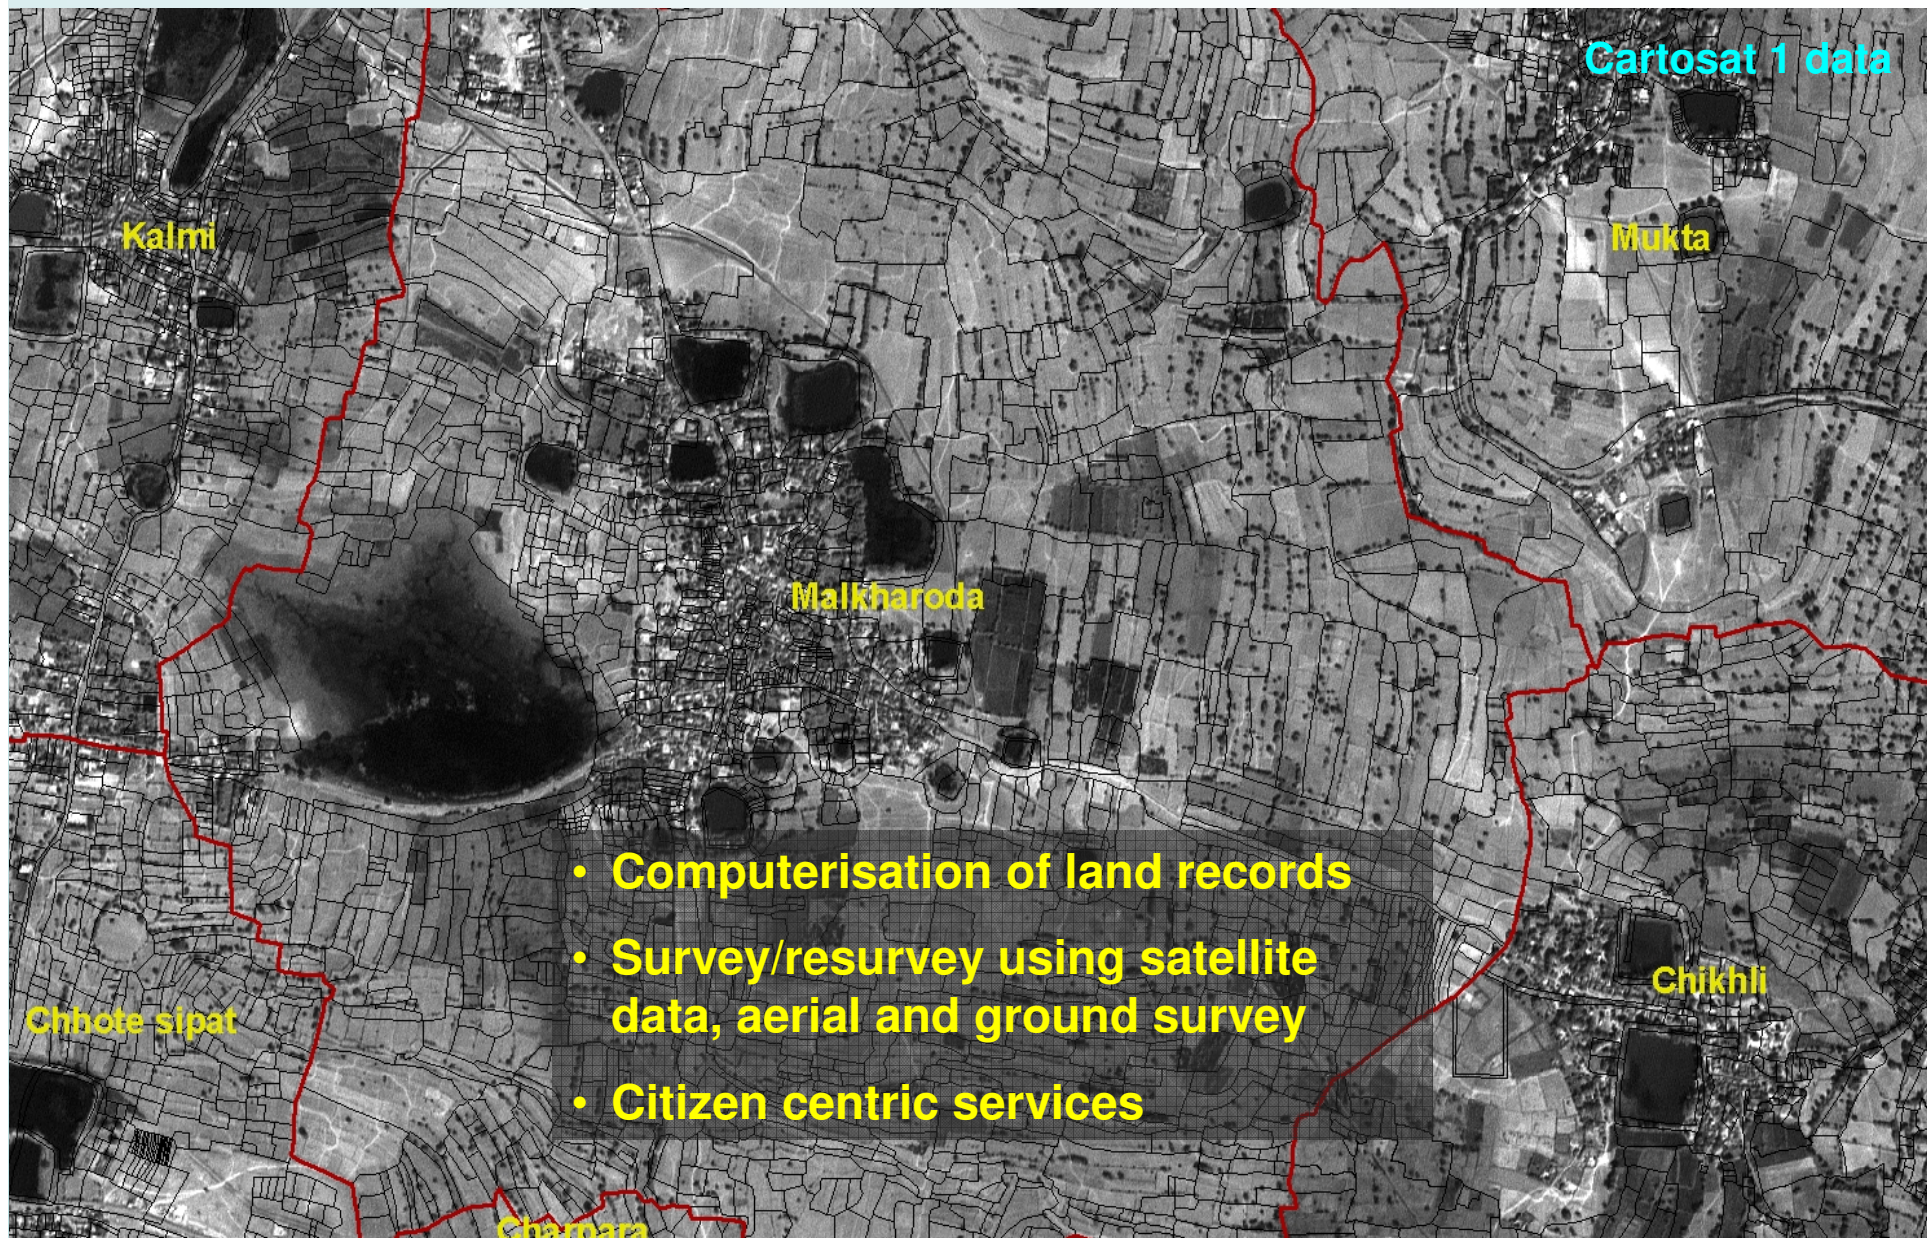 Cartosat 1 data
Kalmi
Mukta
Malkharoda
• Computerisation of land records
• Survey/resurvey using satellite
data, aerial and ground survey
Chikhli
Chhote sipat
• Citizen centric services
Charpara